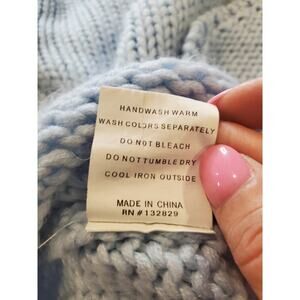 HANDWASH WARM
WASH COLORS SEPARATELY
DO NOT BLEACH
DO NOT TUMBLE DRY
COOL IRON OUTSIDE
MADE IN CHINA
RN # 132829